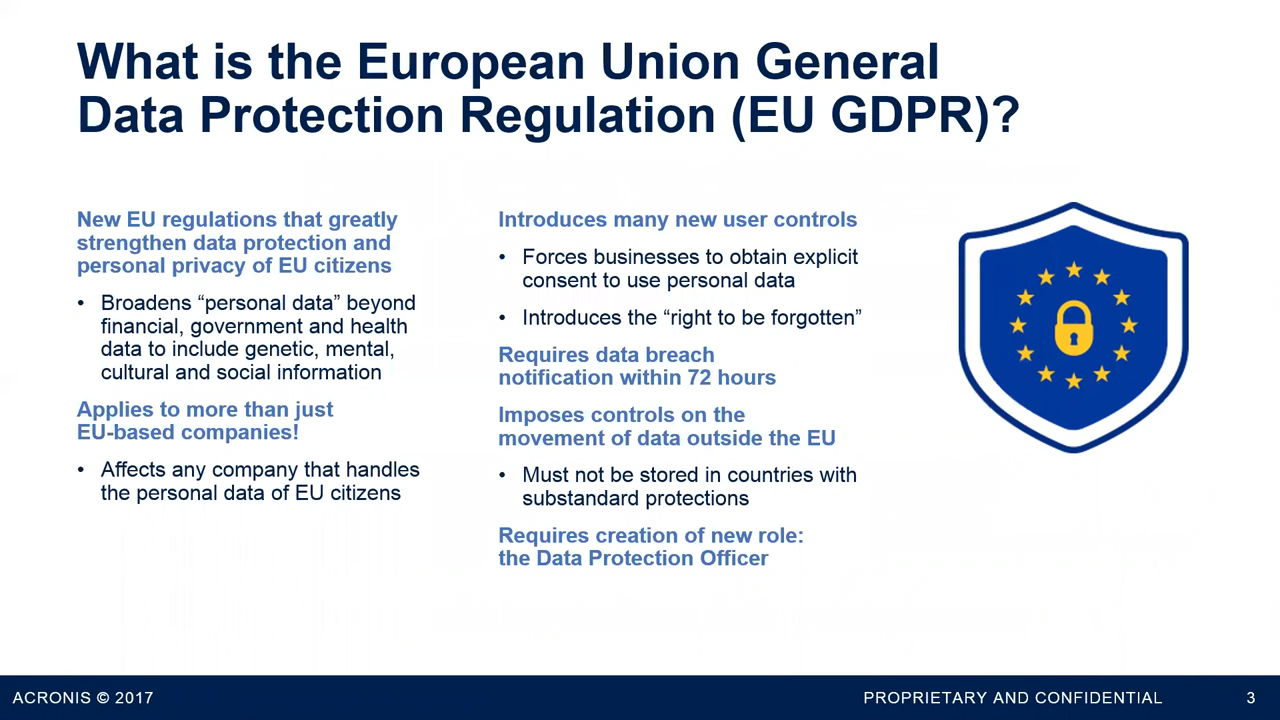 What is the European Union General
Data Protection Regulation (EU GDPR)?
New EU regulations that greatly
strengthen data protection and
personal privacy of EU citizens
• Broadens “personal data” beyond
financial, government and health
data to include genetic, mental,
cultural and social information
Applies to more than just
EU-based companies!
• Affects any company that handles
the personal data of EU citizens
Introduces many new user controls
• Forces businesses to obtain explicit
consent to use personal data
• Introduces the “right to be forgotten”
Requires data breach
notification within 72 hours
Imposes controls on the
movement of data outside the EU
• Must not be stored in countries with
substandard protections
Requires creation of new role:
the Data Protection Officer
ACRONIS © 2017
PROPRIETARY AND CONFIDENTIAL
3